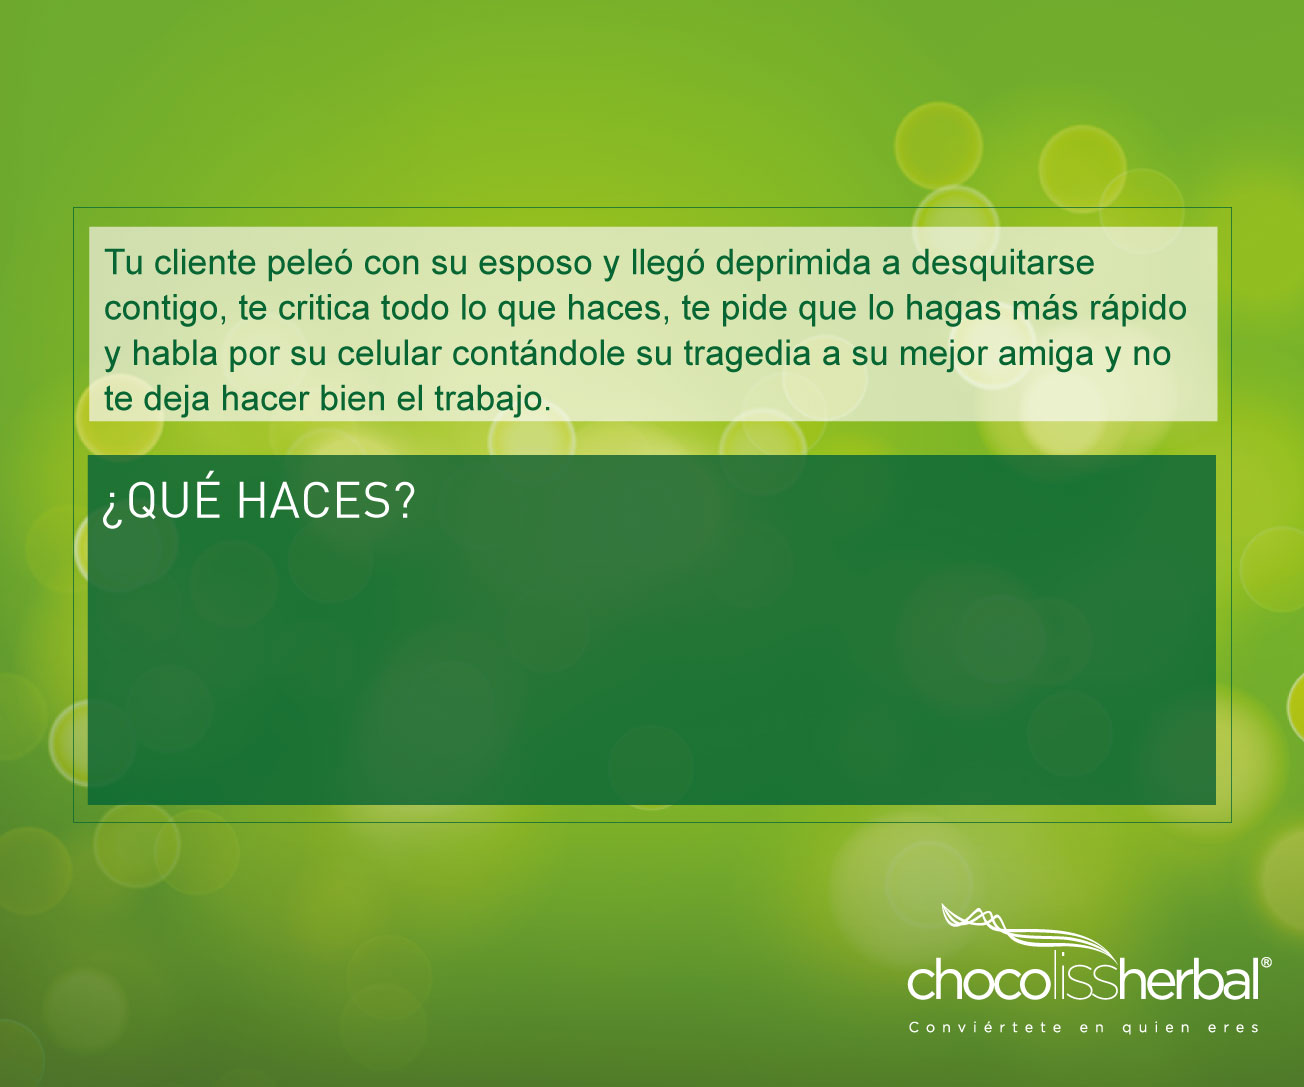 Tu cliente peleó con su esposo y llegó deprimida a desquitarse
contigo, te critica todo lo que haces, te pide que lo hagas más rápido
y habla por su celular contándole su tragedia a su mejor amiga y no
te deja hacer bien el trabajo.
¿QUÉ HACES?
chocolissherbal®
Conviértete en quien eres